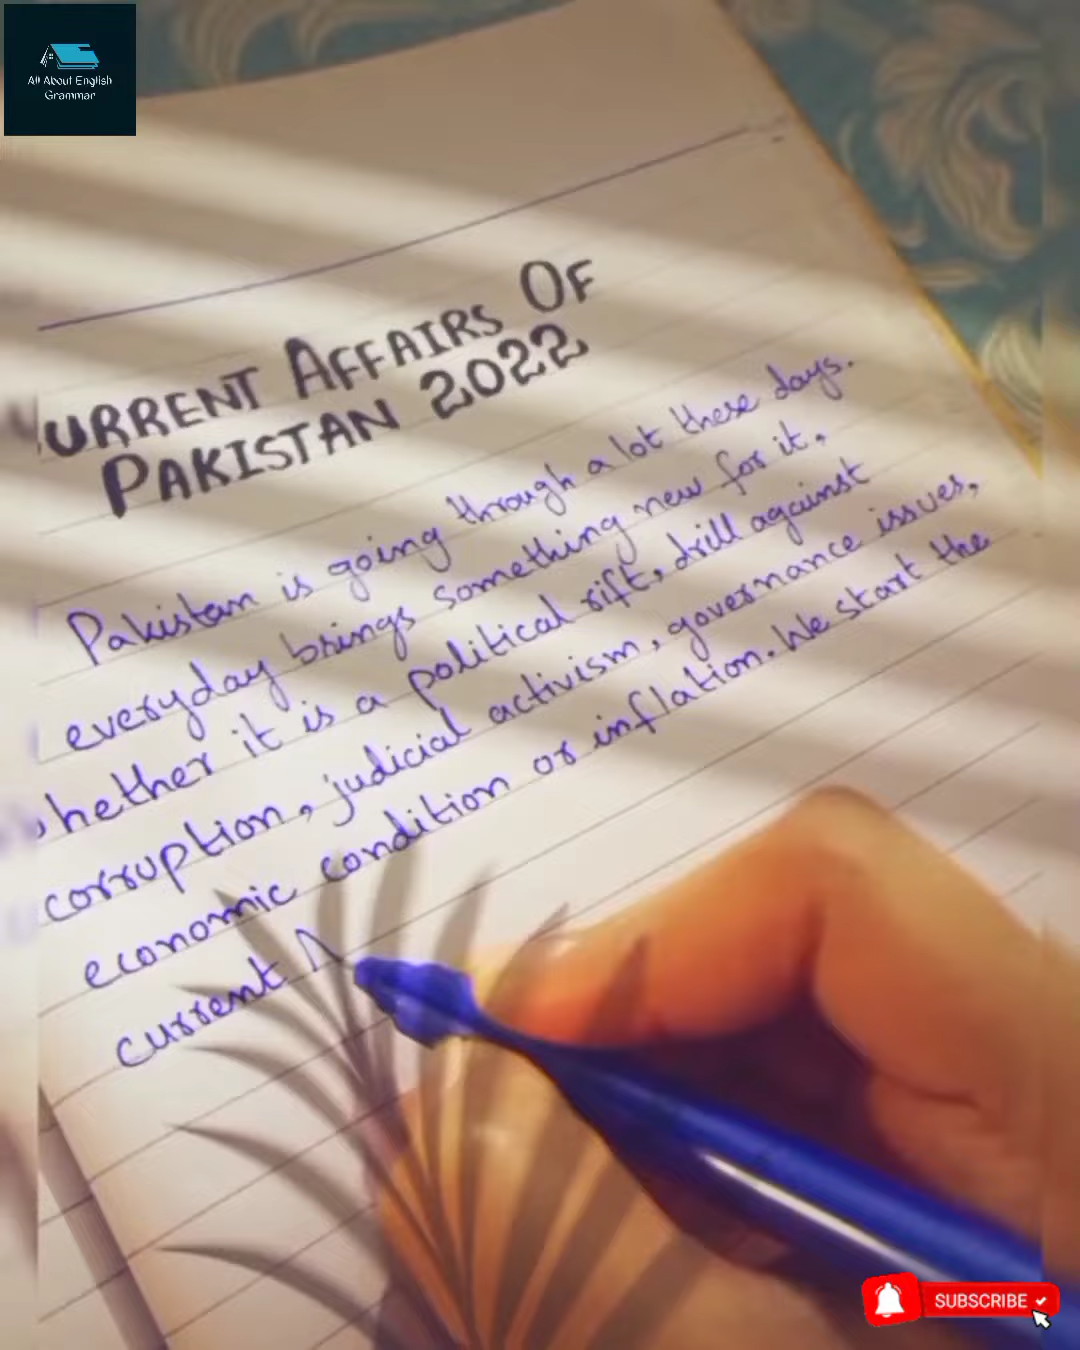 All About English
Grammar
CURRENT AFFAIRS OF
PAKISTAN 2022
Pakistan is going through a lot these days.
everyday brings something new for it,
whether it is a political rift, drill against
corruption, judicial activism, governance issues,
economic condition or inflation. We start the
current
SUBSCRIBE